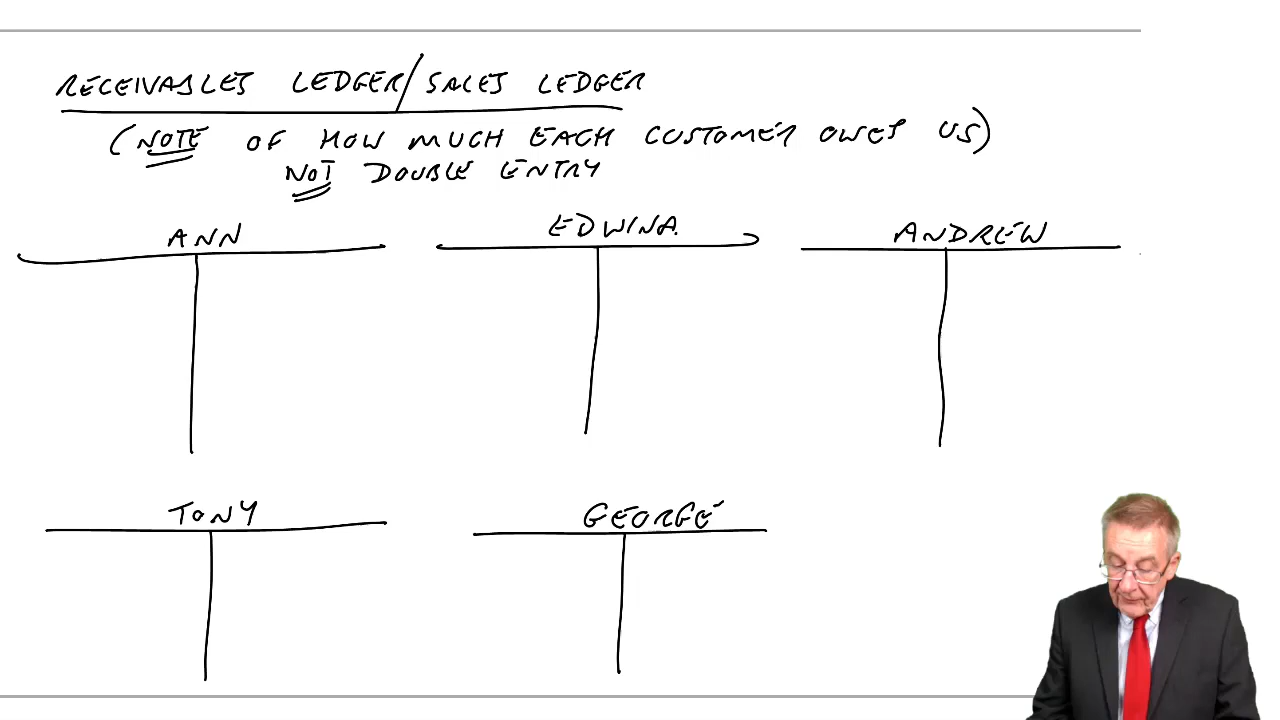 RECEIVABLES LEDGER/SALES LEDGER
(NOTE OF HOW MUCH EACH CUSTOMER OWES US)
NOT DOUBLE ENTRY
ANN EDWINA ANDREW
TONY GEORGE